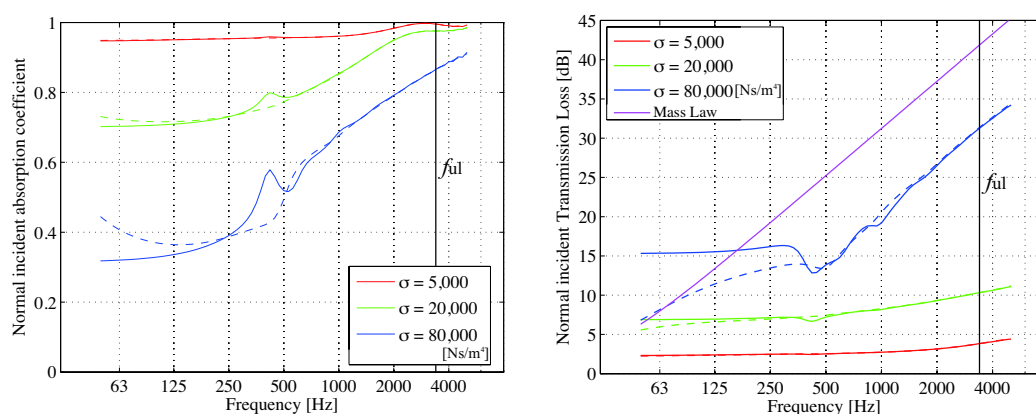 Normal incident absorption coefficient
1
0.8
0.6
0.4
0.2
0
ful
σ = 5,000
σ = 20,000
σ = 80,000
[Ns/m⁴]
63 125 250 500 1000 2000 4000
Frequency [Hz]
Normal incident Transmission Loss [dB]
45
40
35
30
25
20
15
10
5
0
σ = 5,000
σ = 20,000
σ = 80,000 [Ns/m⁴]
Mass Law
ful
63 125 250 500 1000 2000 4000
Frequency [Hz]